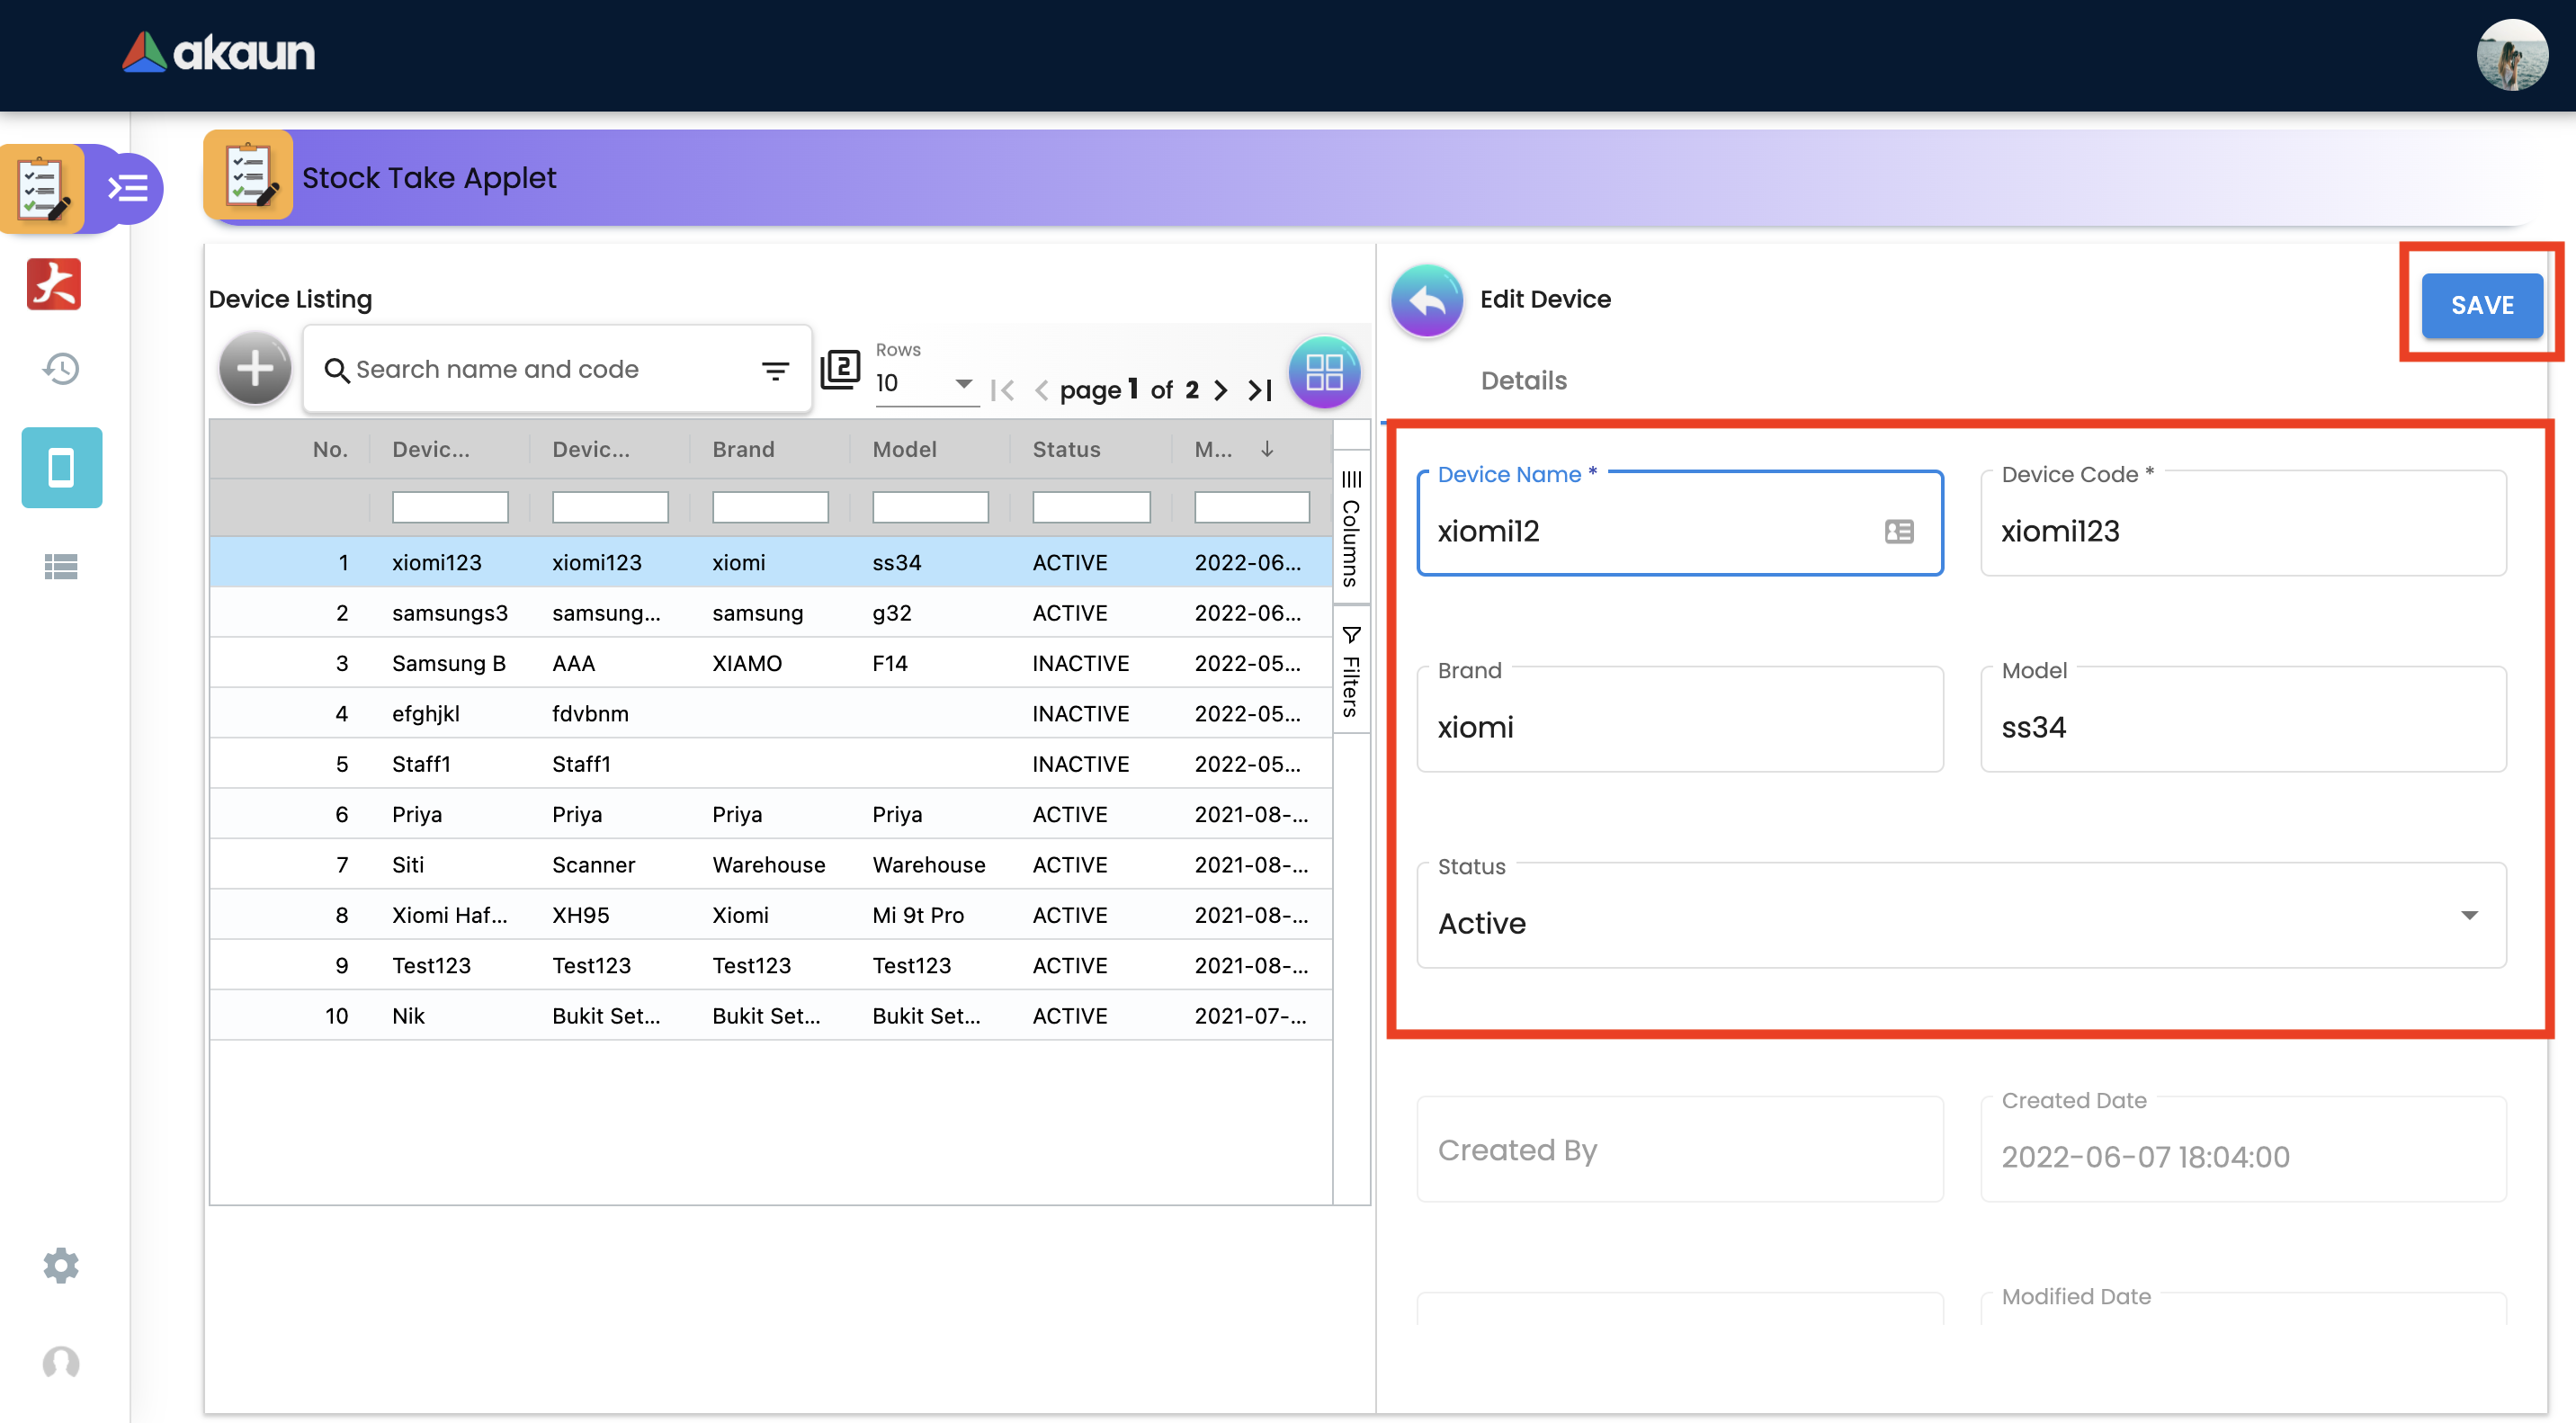 akaun
Stock Take Applet
Device Listing
Search name and code
2
Rows
10
page 1 of 2
No. Devic... Devic... Brand Model Status M...
1 xiomi123 xiomi123 xiomi ss34 ACTIVE 2022-06...
2 samsungs3 samsung... samsung g32 ACTIVE 2022-06...
3 Samsung B AAA XIAMO F14 INACTIVE 2022-05...
4 efghjkl fdvbnm INACTIVE 2022-05...
5 Staff1 Staff1 INACTIVE 2022-05...
6 Priya Priya Priya Priya ACTIVE 2021-08-...
7 Siti Scanner Warehouse Warehouse ACTIVE 2021-08-...
8 Xiomi Haf... XH95 Xiomi Mi 9t Pro ACTIVE 2021-08-...
9 Test123 Test123 Test123 Test123 ACTIVE 2021-08-...
10 Nik Bukit Set... Bukit Set... Bukit Set... ACTIVE 2021-07-...
Columns
Filters
Edit Device
SAVE
Details
Device Name *
xiomi12
Device Code *
xiomi123
Brand
xiomi
Model
ss34
Status
Active
Created By
Created Date
2022-06-07 18:04:00
Modified Date